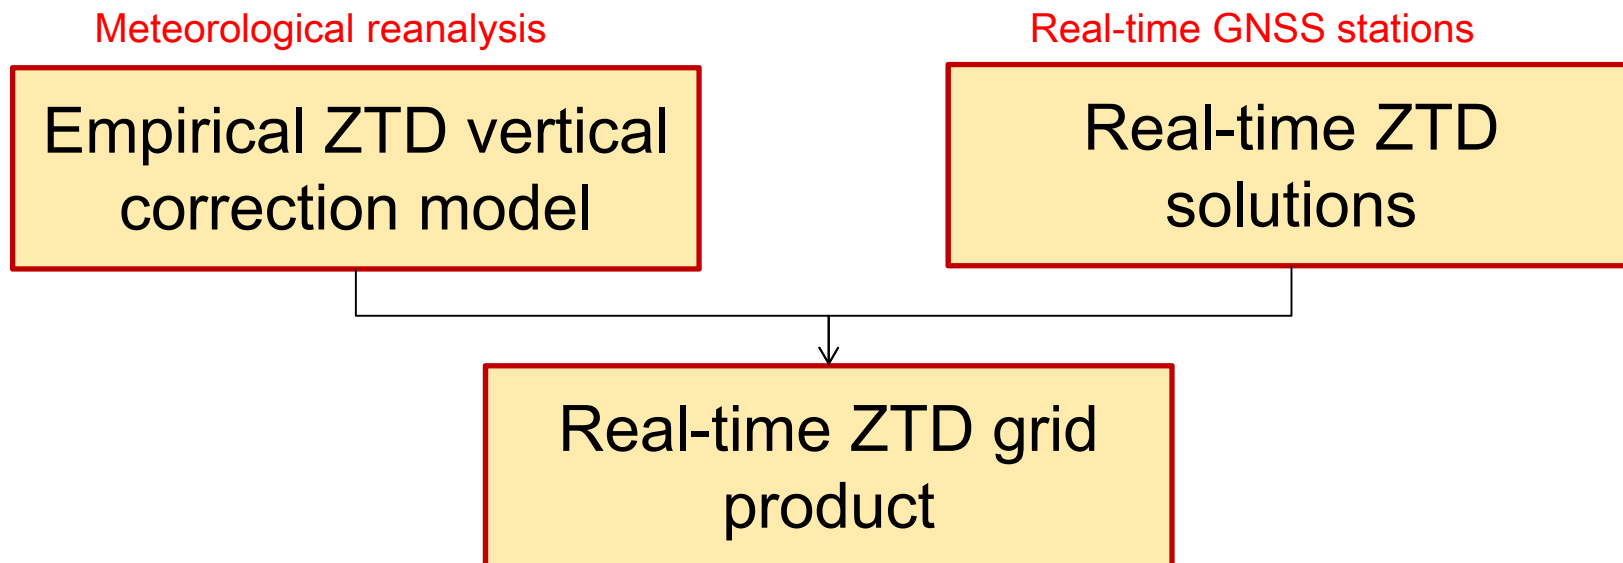 Meteorological reanalysis
Real-time GNSS stations
Empirical ZTD vertical
correction model
Real-time ZTD
solutions
Real-time ZTD grid
product